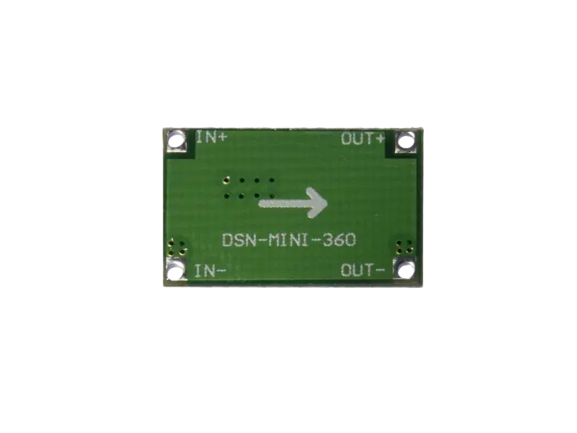 IN+ OUT+
DSN-MINI-360
IN- OUT-